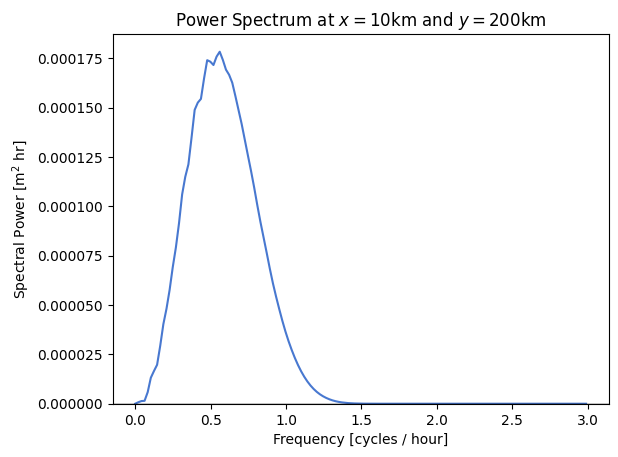 Power Spectrum at x = 10km and y = 200km
Spectral Power [m² hr]
0.000175
0.000150
0.000125
0.000100
0.000075
0.000050
0.000025
0.000000
0.0 0.5 1.0 1.5 2.0 2.5 3.0
Frequency [cycles / hour]